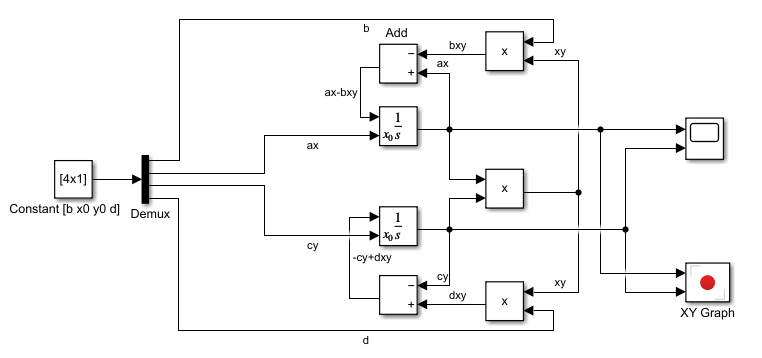 b
Add
bxy
x
xy
−
+
ax
ax-bxy
1
x₀ s
ax
[4x1]
Constant [b x0 y0 d]
Demux
x
1
x₀ s
cy
-cy+dxy
cy
xy
−
+
dxy
x
XY Graph
d